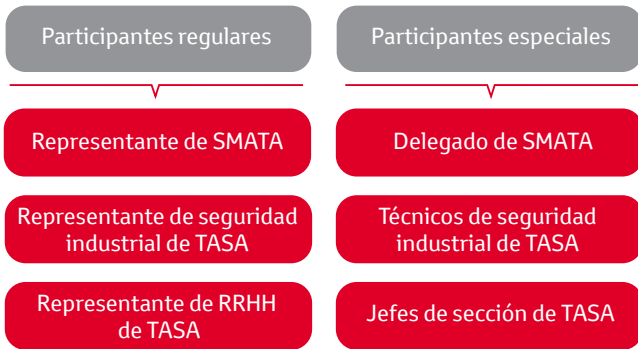 Participantes regulares
Representante de SMATA
Representante de seguridad
industrial de TASA
Representante de RRHH
de TASA
Participantes especiales
Delegado de SMATA
Técnicos de seguridad
industrial de TASA
Jefes de sección de TASA